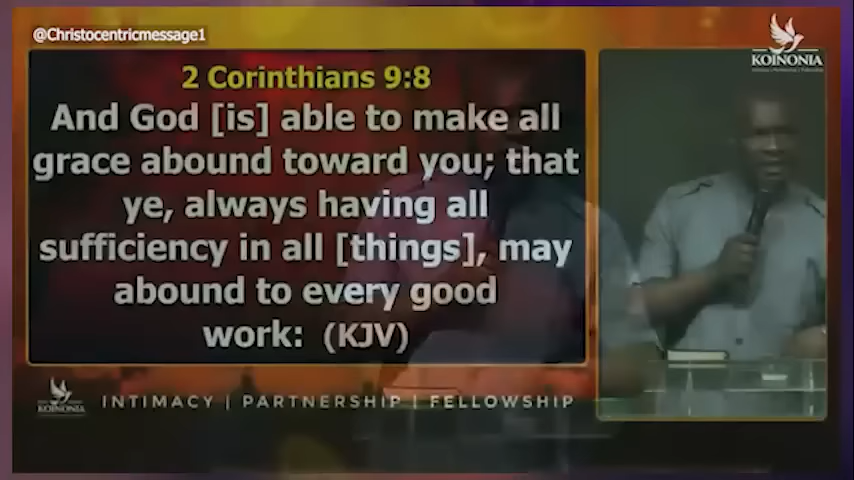 @Christocentricmessage1
KOINONIA
2 Corinthians 9:8
And God [is] able to make all
grace abound toward you; that
ye, always having all
sufficiency in all [things], may
abound to every good
work: (KJV)
KOINONIA
INTIMACY | PARTNERSHIP | FELLOWSHIP